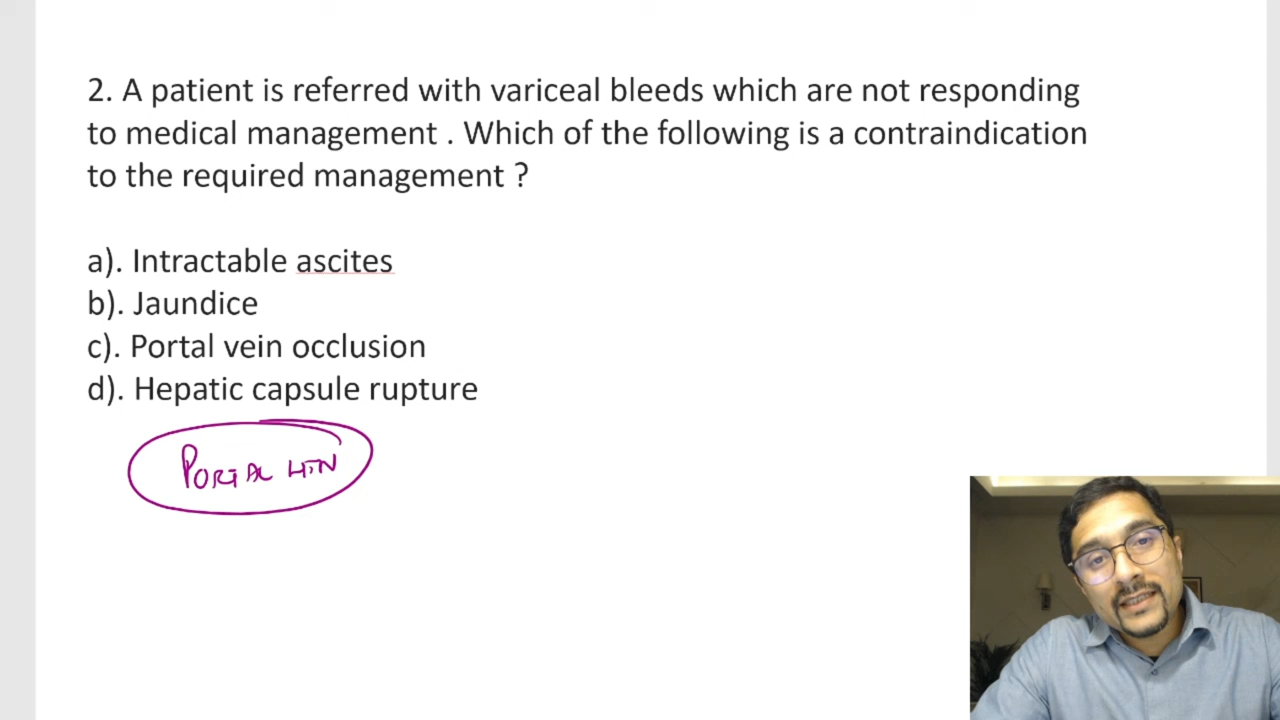 2. A patient is referred with variceal bleeds which are not responding
to medical management . Which of the following is a contraindication
to the required management ?
a). Intractable ascites
b). Jaundice
c). Portal vein occlusion
d). Hepatic capsule rupture
PORTAL HTN